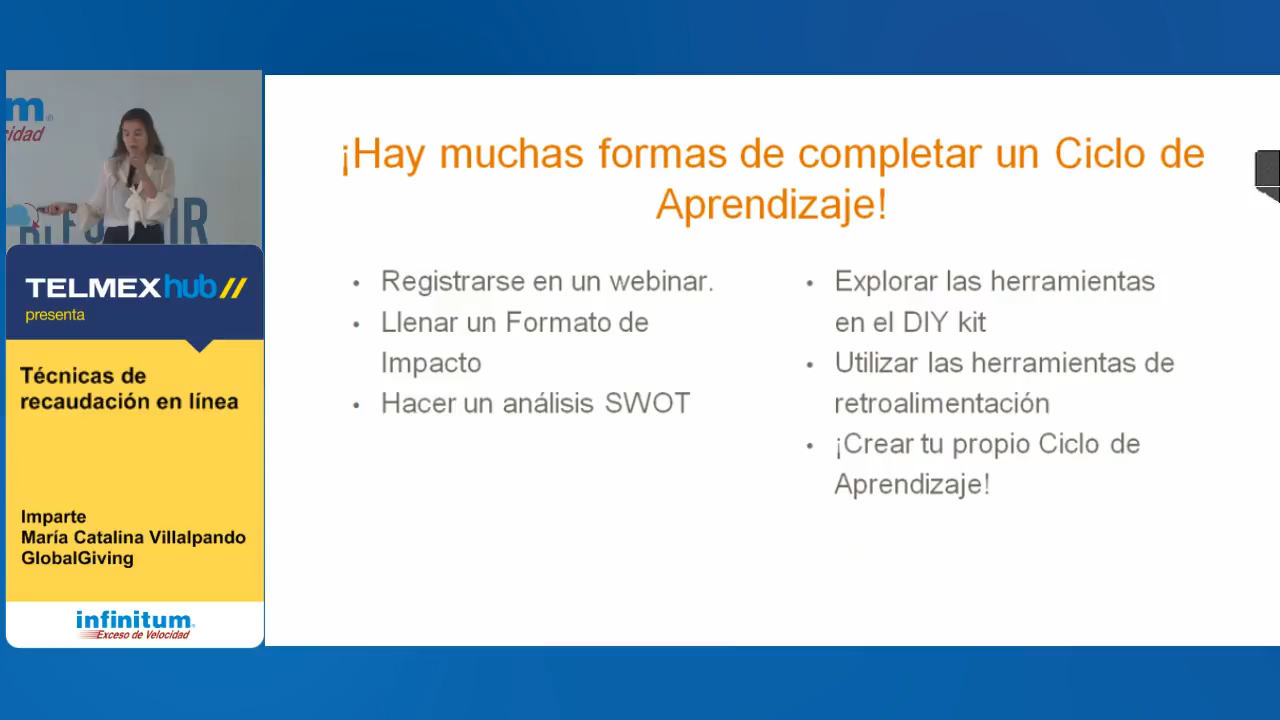 m
cidad
TELMEXhub//
presenta
Técnicas de
recaudación en línea
Imparte
María Catalina Villalpando
GlobalGiving
infinitum
Exceso de Velocidad
¡Hay muchas formas de completar un Ciclo de
Aprendizaje!
• Registrarse en un webinar.
• Llenar un Formato de
Impacto
• Hacer un análisis SWOT
• Explorar las herramientas
en el DIY kit
• Utilizar las herramientas de
retroalimentación
• ¡Crear tu propio Ciclo de
Aprendizaje!